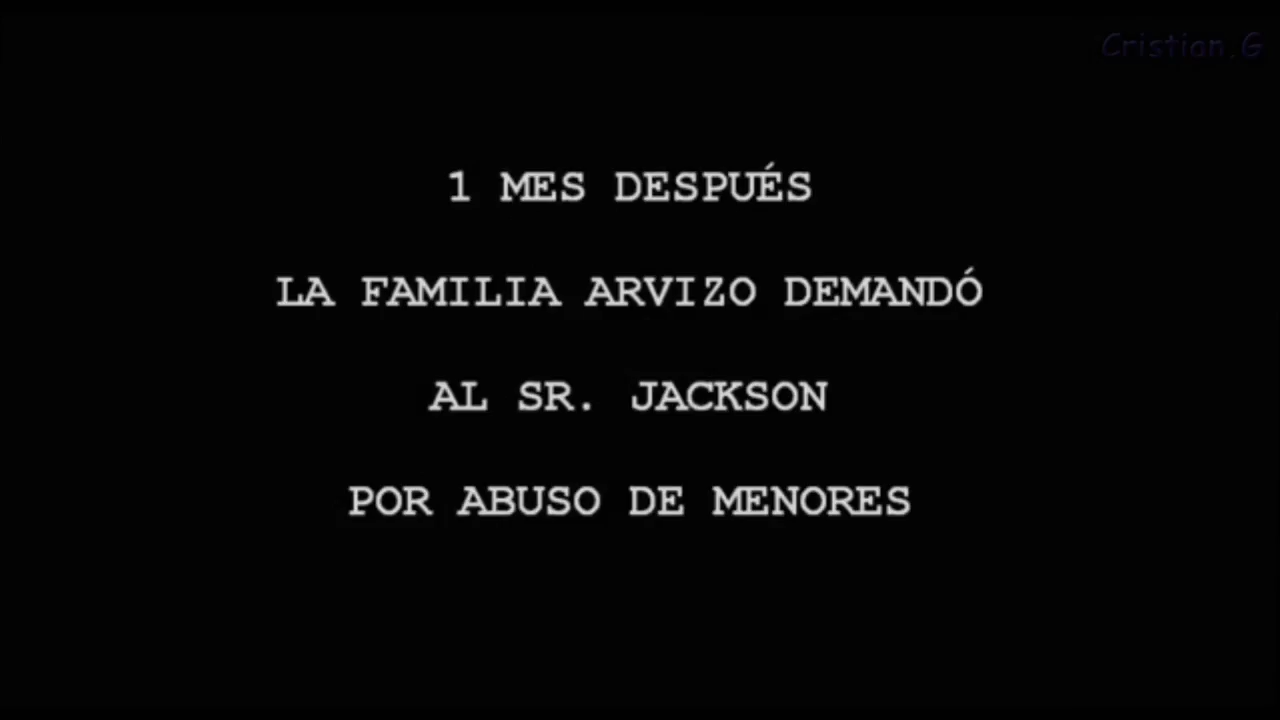 Cristian.G
1 MES DESPUÉS
LA FAMILIA ARVIZO DEMANDÓ
AL SR. JACKSON
POR ABUSO DE MENORES